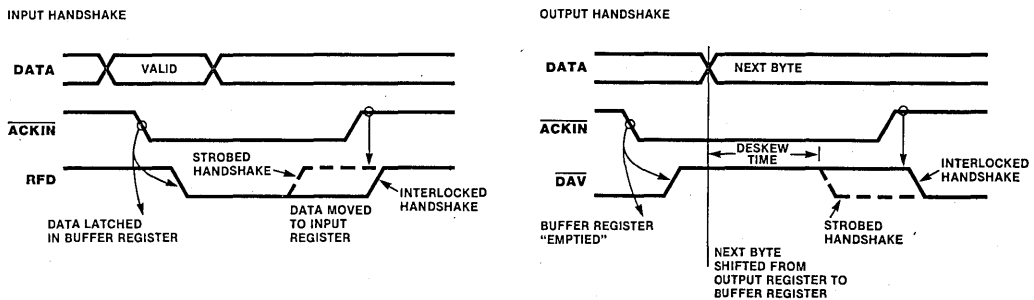 INPUT HANDSHAKE
DATA
VALID
ACKIN
RFD
STROBED
HANDSHAKE
INTERLOCKED
HANDSHAKE
DATA LATCHED
IN BUFFER REGISTER
DATA MOVED
TO INPUT
REGISTER
OUTPUT HANDSHAKE
DATA
NEXT BYTE
ACKIN
DESKEW
TIME
DAV
INTERLOCKED
HANDSHAKE
BUFFER REGISTER
"EMPTIED"
STROBED
HANDSHAKE
NEXT BYTE
SHIFTED FROM
OUTPUT REGISTER TO
BUFFER REGISTER